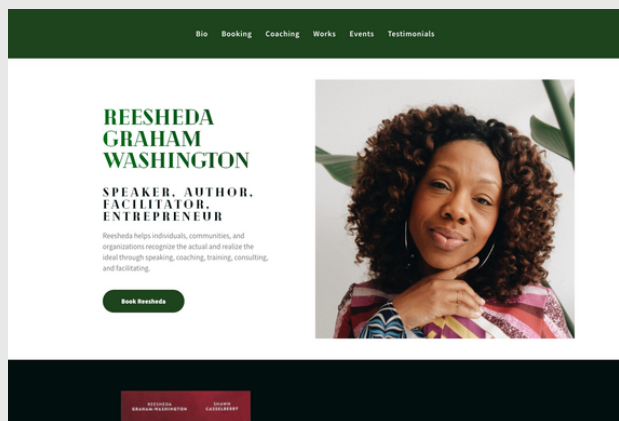 Bio Booking Coaching Works Events Testimonials
REESHEDA
GRAHAM
WASHINGTON
SPEAKER, AUTHOR,
FACILITATOR,
ENTREPRENEUR
Reesheda helps individuals, communities, and
organizations recognize the actual and realize the
ideal through speaking, coaching, training, consulting,
and facilitating.
Book Reesheda
REESHEDA SHAWN
GRAHAM-WASHINGTON CASSELBERRY